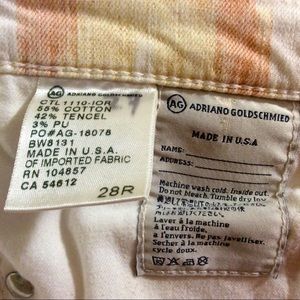 AG ADRIANO GOLDSCHMIED
CTL 1110-IOR
55% COTTON
42% TENCEL
3% PU
PO#AG-18078
BW8131
MADE IN U.S.A.
OF IMPORTED FABRIC
RN 104857
CA 54612
28R
AG ADRIANO GOLDSCHMIED
MADE IN U.S.A
NAME:
ADDRESS:
Machine wash cold. Inside out.
Do not Bleach Tumble dry low
Laver à la machine
à l'eau froide,
à l'envers. Ne pas javelliser.
Secher à la machine
cycle doux.